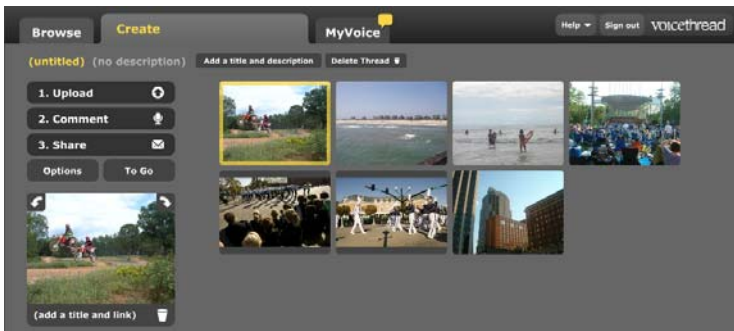 Browse Create MyVoice Help Sign out voicethread
(untitled) (no description) Add a title and description Delete Thread
1. Upload
2. Comment
3. Share
Options To Go
(add a title and link)